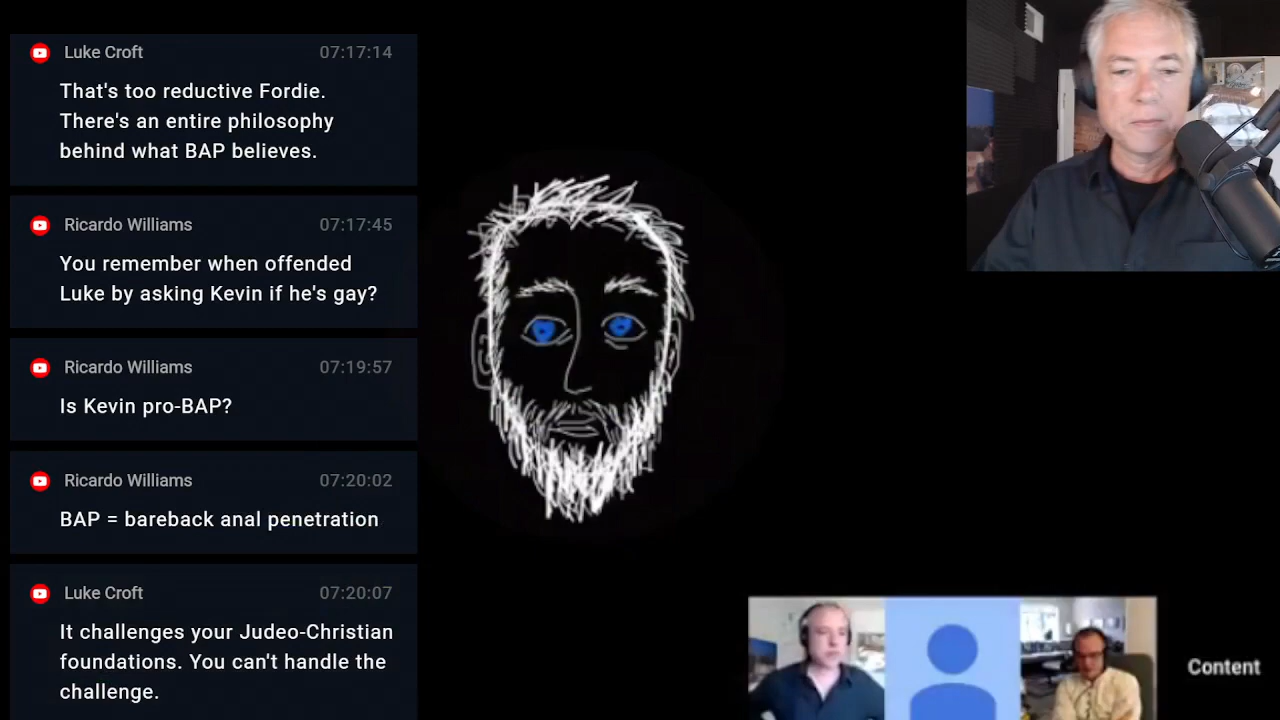 Luke Croft 07:17:14
That's too reductive Fordie.
There's an entire philosophy
behind what BAP believes.
Ricardo Williams 07:17:45
You remember when offended
Luke by asking Kevin if he's gay?
Ricardo Williams 07:19:57
Is Kevin pro-BAP?
Ricardo Williams 07:20:02
BAP = bareback anal penetration
Luke Croft 07:20:07
It challenges your Judeo-Christian
foundations. You can't handle the
challenge.
Content